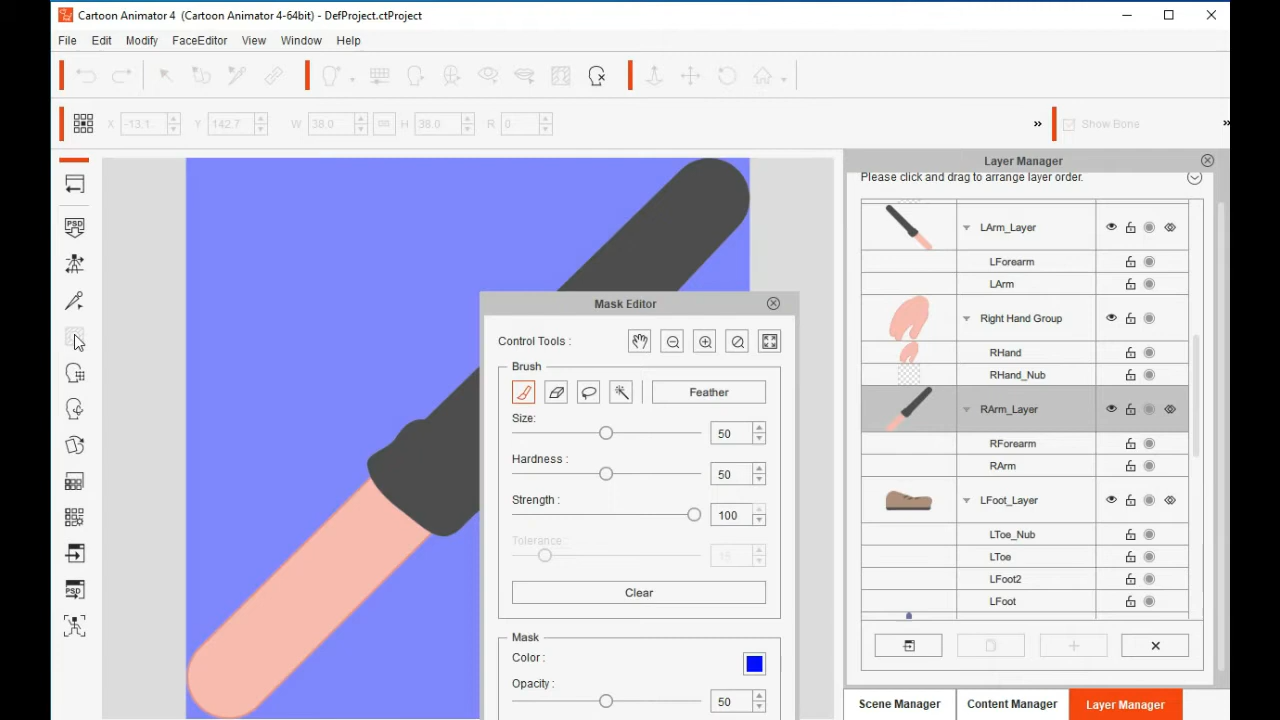 Cartoon Animator 4 (Cartoon Animator 4-64bit) - DefProject.ctProject
File Edit Modify FaceEditor View Window Help
X -13.1 Y 142.7 W 38.0 H 38.0 R 0 » Show Bone »
Layer Manager
Please click and drag to arrange layer order.
LArm_Layer
LForearm
LArm
Right Hand Group
RHand
RHand_Nub
RArm_Layer
RForearm
RArm
LFoot_Layer
LToe_Nub
LToe
LFoot2
LFoot
Mask Editor
Control Tools :
Brush
Feather
Size:
50
Hardness :
50
Strength :
100
Tolerance:
Clear
Mask
Color :
Opacity :
50
PSD
PSD
Scene Manager Content Manager Layer Manager